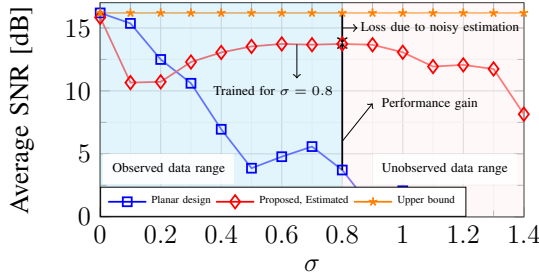 Average SNR [dB]
15
10
5
0
Loss due to noisy estimation
Trained for σ = 0.8
Performance gain
Observed data range
Unobserved data range
Planar design
Proposed, Estimated
Upper bound
0
0.2
0.4
0.6
0.8
1
1.2
1.4
σ